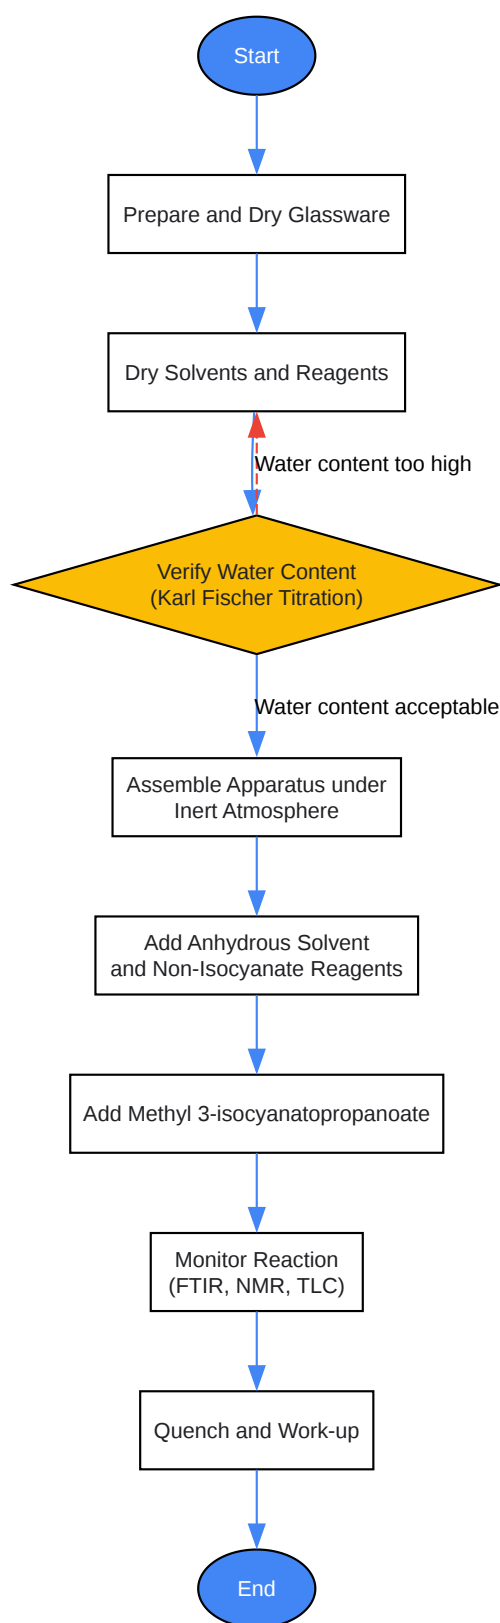 Start
Prepare and Dry Glassware
Dry Solvents and Reagents
Water content too high
Verify Water Content
(Karl Fischer Titration)
Water content acceptable
Assemble Apparatus under
Inert Atmosphere
Add Anhydrous Solvent
and Non-Isocyanate Reagents
Add Methyl 3-isocyanatopropanoate
Monitor Reaction
(FTIR, NMR, TLC)
Quench and Work-up
End